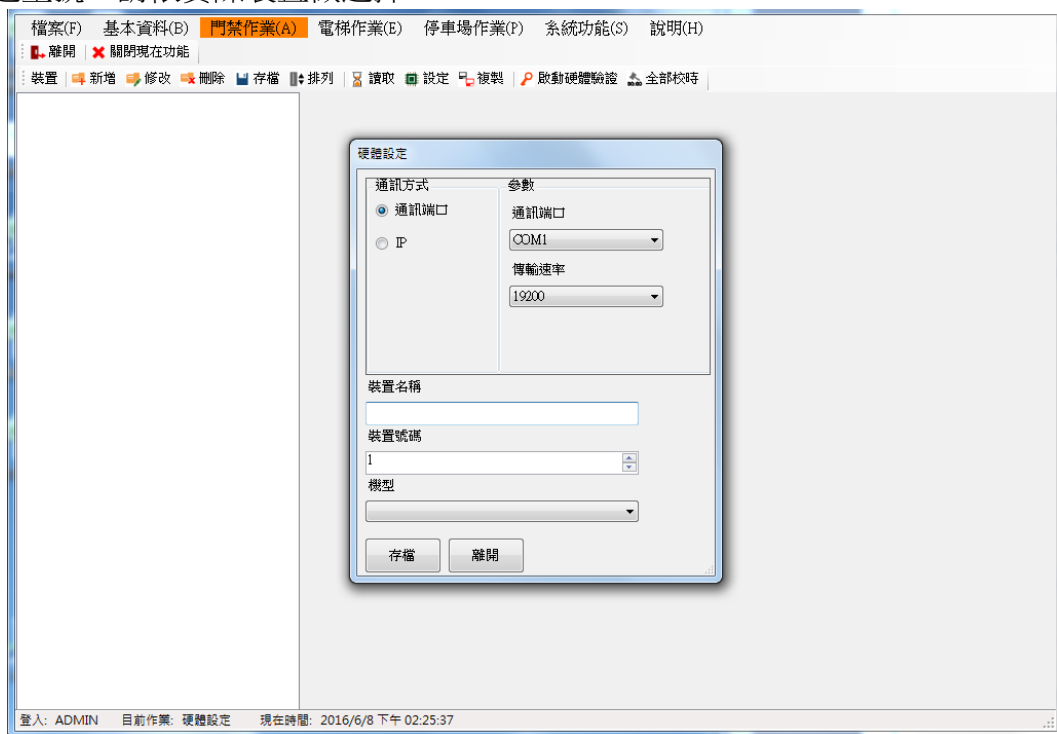 檔案(F) 基本資料(B) 門禁作業(A) 電梯作業(E) 停車場作業(P) 系統功能(S) 說明(H)
離開 關閉現在功能
裝置 新增 修改 刪除 存檔 排列 讀取 設定 複製 啟動硬體驗證 全部校時
硬體設定
通訊方式 參數
通訊端口 通訊端口
IP COM1
傳輸速率
19200
裝置名稱
裝置號碼
1
機型
存檔 離開
登入: ADMIN 目前作業: 硬體設定 現在時間: 2016/6/8 下午 02:25:37